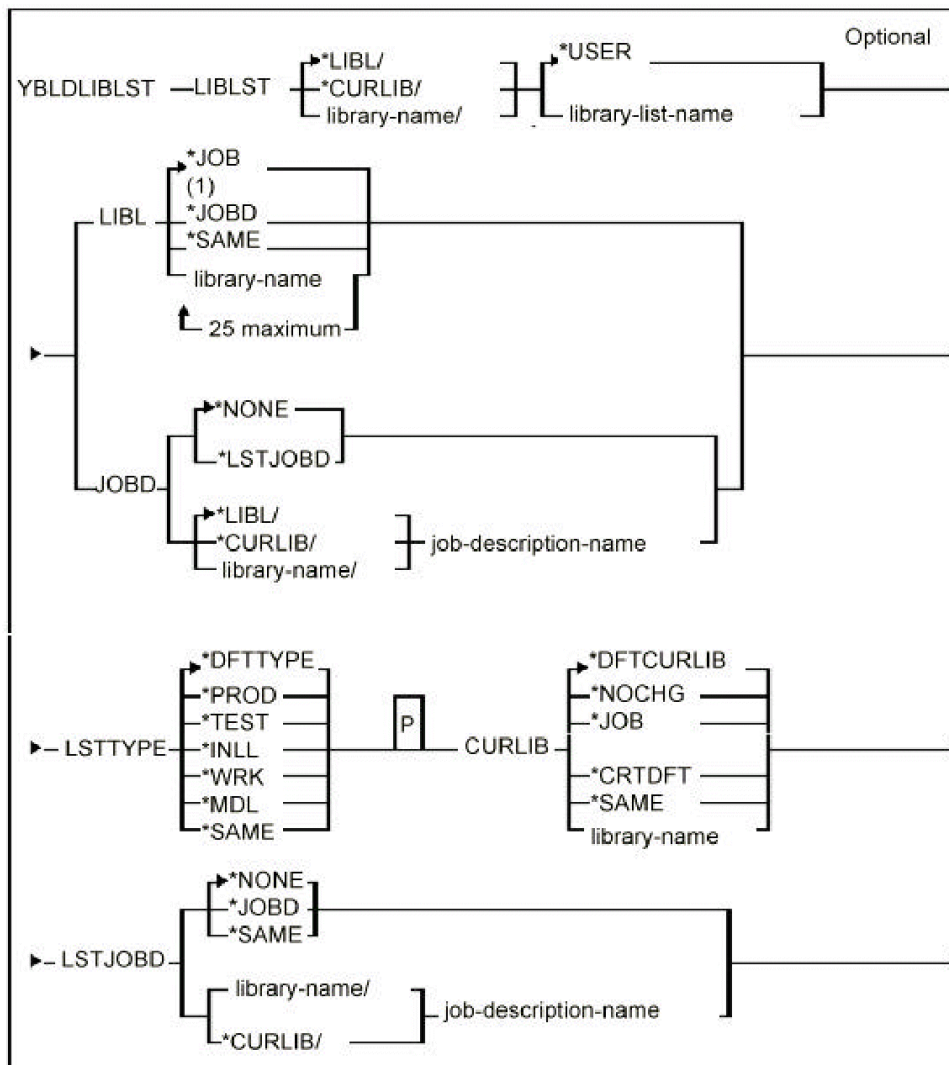 Optional
YBLDLIBLST LIBLST
*LIBL/
*CURLIB/
library-name/
*USER
library-list-name
LIBL
*JOB
(1)
*JOBD
*SAME
library-name
25 maximum
JOBD
*NONE
*LSTJOBD
*LIBL/
*CURLIB/
library-name/
job-description-name
LSTTYPE
*DFTTYPE
*PROD
*TEST
*INLL
*WRK
*MDL
*SAME
P
CURLIB
*DFTCURLIB
*NOCHG
*JOB
*CRTDFT
*SAME
library-name
LSTJOBD
*NONE
*JOBD
*SAME
library-name/
*CURLIB/
job-description-name